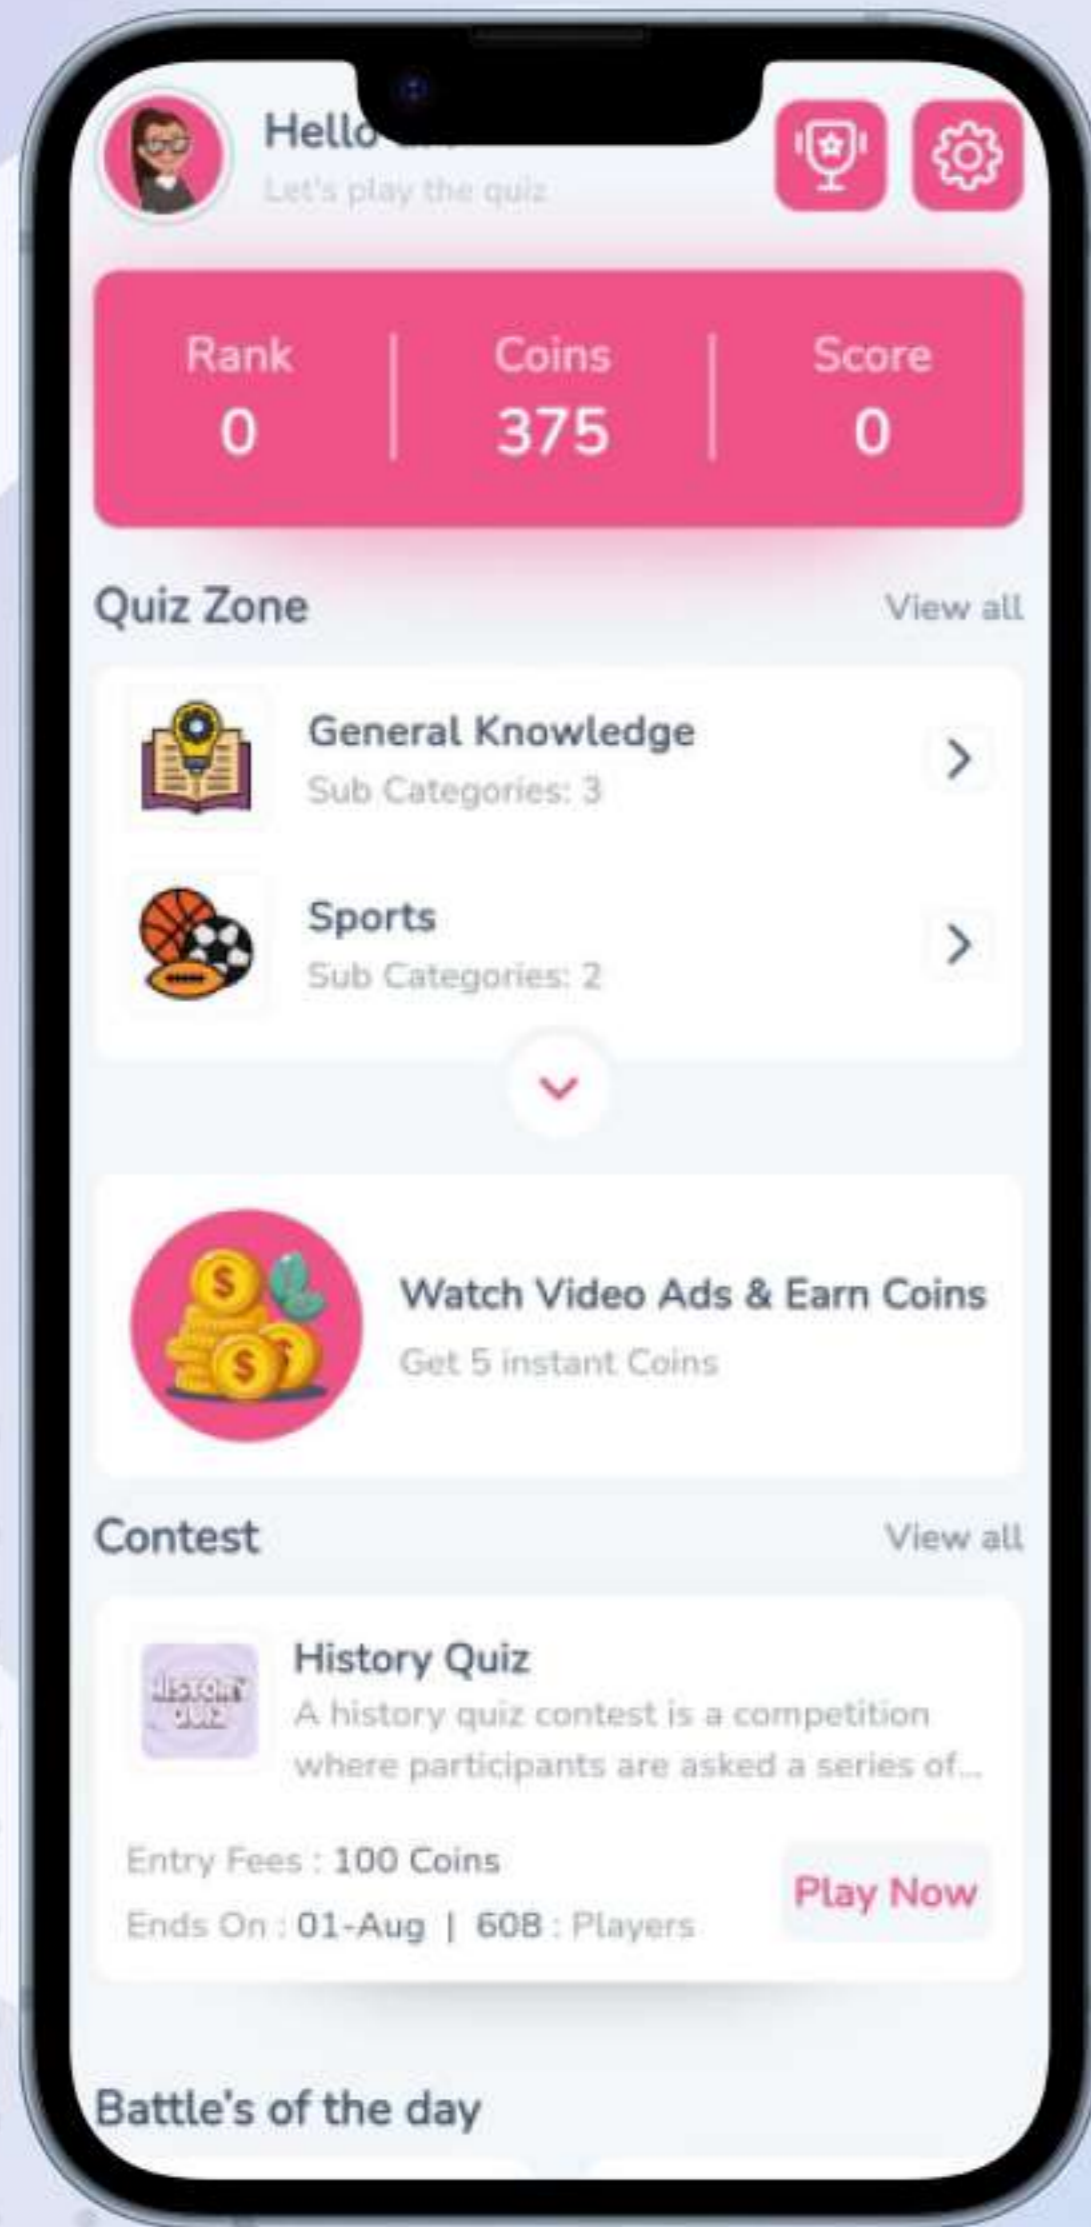 Hello
Let's play the quiz
Rank
Coins
Score
0
375
0
Quiz Zone
View all
General Knowledge
Sub Categories: 3
Sports
Sub Categories: 2
Watch Video Ads & Earn Coins
Get 5 instant Coins
Contest
View all
HISTORY
QUIZ
History Quiz
A history quiz contest is a competition
where participants are asked a series of...
Entry Fees : 100 Coins
Play Now
Ends On : 01-Aug | 608 : Players
Battle's of the day